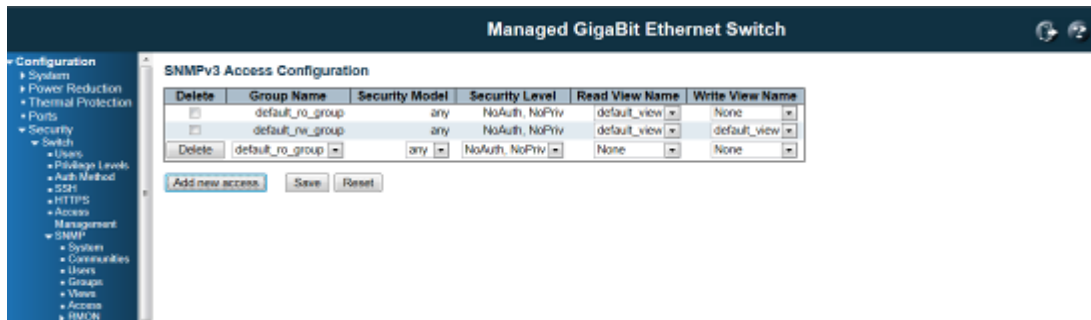 Managed GigaBit Ethernet Switch
Configuration
System
Power Reduction
Thermal Protection
Ports
Security
Switch
Users
Privilege Levels
Auth Method
SSH
HTTPS
Access
Management
SNMP
System
Communities
Users
Groups
Views
Access
RMON
SNMPv3 Access Configuration
Delete Group Name Security Model Security Level Read View Name Write View Name
default_ro_group any NoAuth, NoPriv default_view None
default_rw_group any NoAuth, NoPriv default_view default_view
Delete default_ro_group any NoAuth, NoPriv None None
Add new access Save Reset